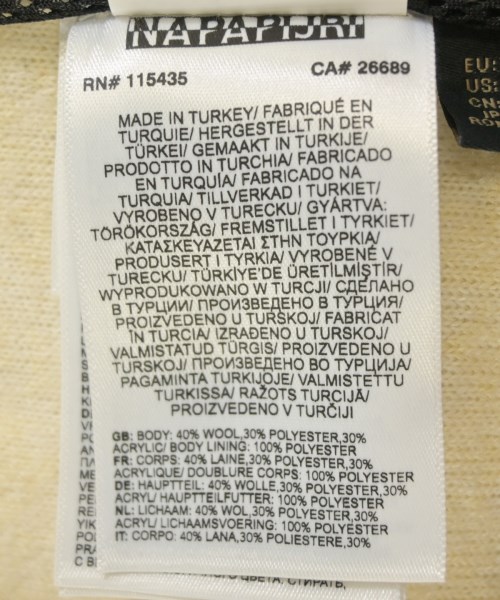 NAPAPIJRI
RN# 115435 CA# 26689
EU:
US:
CN
JP
MADE IN TURKEY/ FABRIQUÉ EN
TURQUIE/ HERGESTELLT IN DER
TÜRKEI/ GEMAAKT IN TURKIJE/
PRODOTTO IN TURCHIA/ FABRICADO
EN TURQUÍA/ FABRICADO NA
TURQUIA/ TILLVERKAD I TURKIET/
VYROBENO V TURECKU/ GYÁRTVA:
TÖRÖKORSZÁG/ FREMSTILLET I TYRKIET/
ΚΑΤΑΣΚΕΥΑΖΕΤΑΙ ΣΤΗΝ ΤΟΥΡΚΙΑ/
PRODUSERT I TYRKIA/ VYROBENÉ V
TURECKU/ TÜRKİYE'DE ÜRETİLMİŞTİR/
WYPRODUKOWANO W TURCJI/ СДЕЛАНО
В ТУРЦИИ/ ПРОИЗВЕДЕНО В ТУРЦИЯ/
PROIZVEDENO U TURSKOJ/ FABRICAT
ÎN TURCIA/ IZRAĐENO U TURSKOJ/
VALMISTATUD TÜRGIS/ PROIZVEDENO U
TURSKOJ/ ПРОИЗВЕДЕНО ВО ТУРЦИЈА/
PAGAMINTA TURKIJOJE/ VALMISTETTU
TURKISSA/ RAŽOTS TURCIJĀ/
PROIZVEDENO V TURČIJI
GB: BODY: 40% WOOL,30% POLYESTER,30%
ACRYLIC/ BODY LINING: 100% POLYESTER
FR: CORPS: 40% LAINE,30% POLYESTER,30%
ACRYLIQUE/ DOUBLURE CORPS: 100% POLYESTER
DE: HAUPTTEIL: 40% WOLLE,30% POLYESTER,30%
ACRYL/ HAUPTTEILFUTTER: 100% POLYESTER
NL: LICHAAM: 40% WOL,30% POLYESTER,30%
ACRYL/ LICHAAMSVOERING: 100% POLYESTER
IT: CORPO: 40% LANA,30% POLIESTERE,30%
ЦВЕТА, СТИРАТЬ,